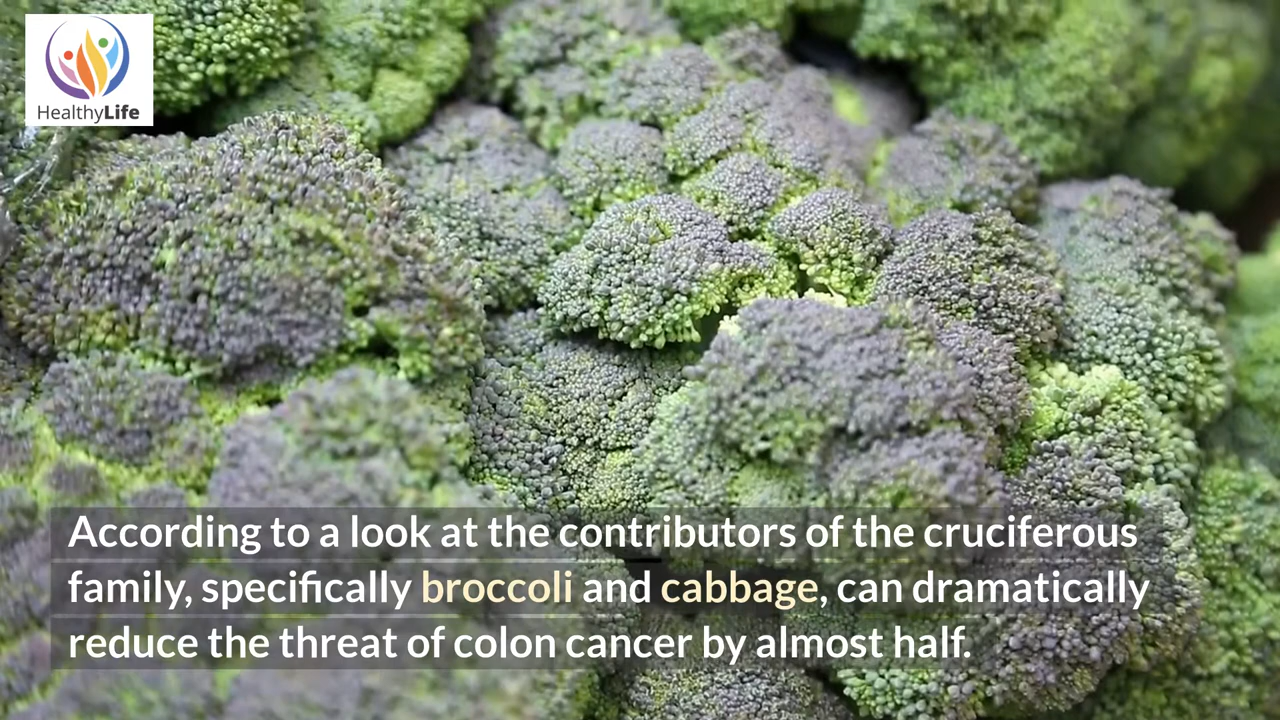 HealthyLife
According to a look at the contributors of the cruciferous
family, specifically broccoli and cabbage, can dramatically
reduce the threat of colon cancer by almost half.